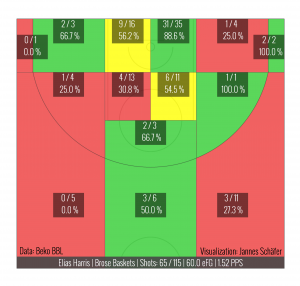 2 / 3
66.7 %
9 / 16
56.2 %
31 / 35
88.6 %
1 / 4
25.0 %
0 / 1
0.0 %
2 / 2
100.0 %
1 / 4
25.0 %
4 / 13
30.8 %
6 / 11
54.5 %
1 / 1
100.0 %
2 / 3
66.7 %
0 / 5
0.0 %
3 / 6
50.0 %
3 / 11
27.3 %
Data: Beko BBL
Visualization: Jannes Schäfer
Elias Harris | Brose Baskets | Shots: 65 / 115 | 60.0 eFG | 1.52 PPS